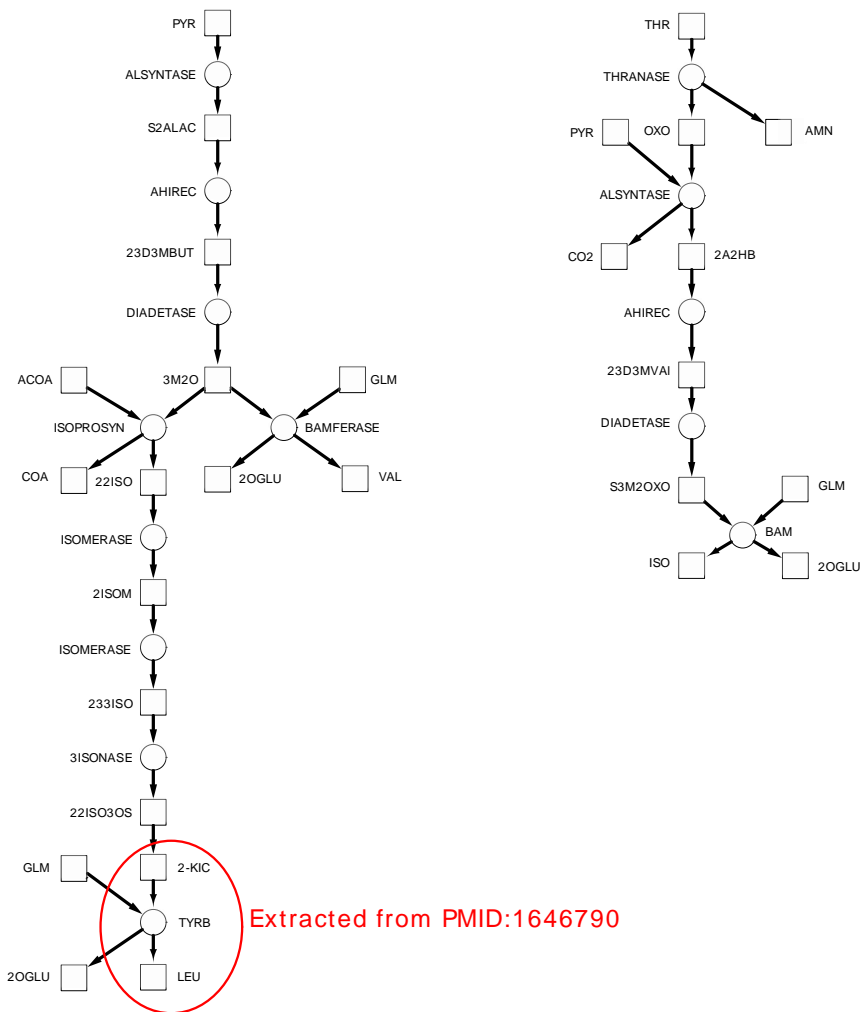 PYR
ALSYNTASE
S2ALAC
AHIREC
23D3MBUT
DIADETASE
ACOA
3M2O
GLM
ISOPROSYN
BAMFERASE
COA
22ISO
2OGLU
VAL
ISOMERASE
2ISOM
ISOMERASE
233ISO
3ISONASE
22ISO3OS
GLM
2-KIC
TYRB
Extracted from PMID:1646790
2OGLU
LEU
THR
THRANASE
PYR
OXO
AMN
ALSYNTASE
CO2
2A2HB
AHIREC
23D3MVAI
DIADETASE
S3M2OXO
GLM
BAM
ISO
2OGLU